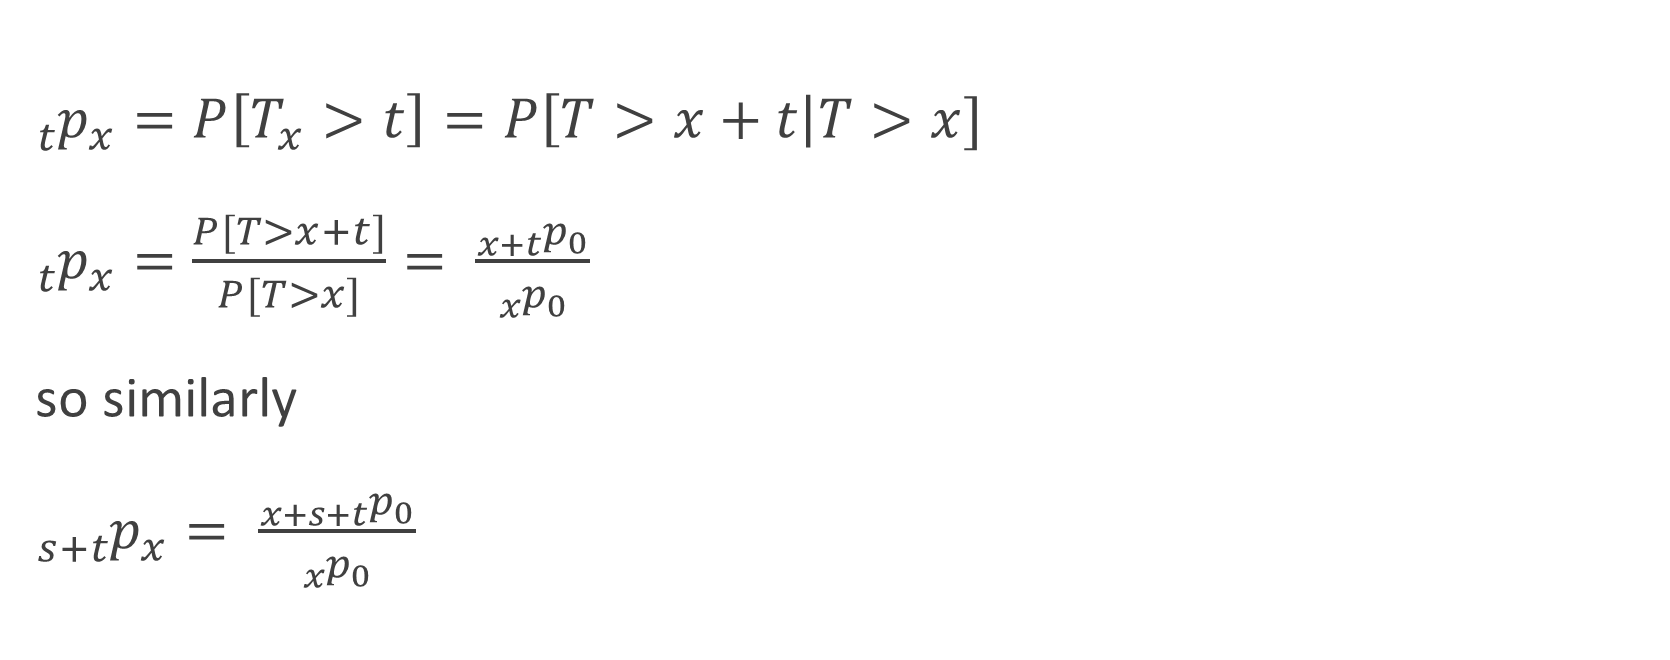 ₜpₓ = P[Tₓ > t] = P[T > x + t|T > x]
ₜpₓ = P[T>x+t] / P[T>x] = ₓ₊ₜp₀ / ₓp₀
so similarly
ₛ₊ₜpₓ = ₓ₊ₛ₊ₜp₀ / ₓp₀